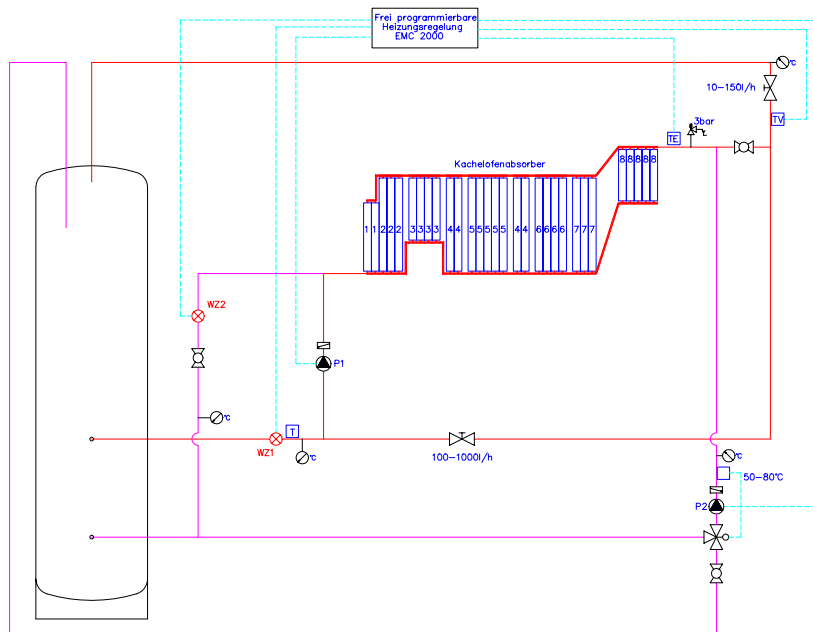 Frei programmierbare
Heizungsregelung
EMC 2000
°C
10-150l/h
TV
3bar
TE
Kachelofenabsorber
8 8 8 8 8
1 1 2 2 2 3 3 3 3 4 4 5 5 5 5 5 4 4 6 6 6 6 7 7 7
WZ2
P1
°C
T
WZ1
°C
100-1000l/h
°C
50-80°C
P2